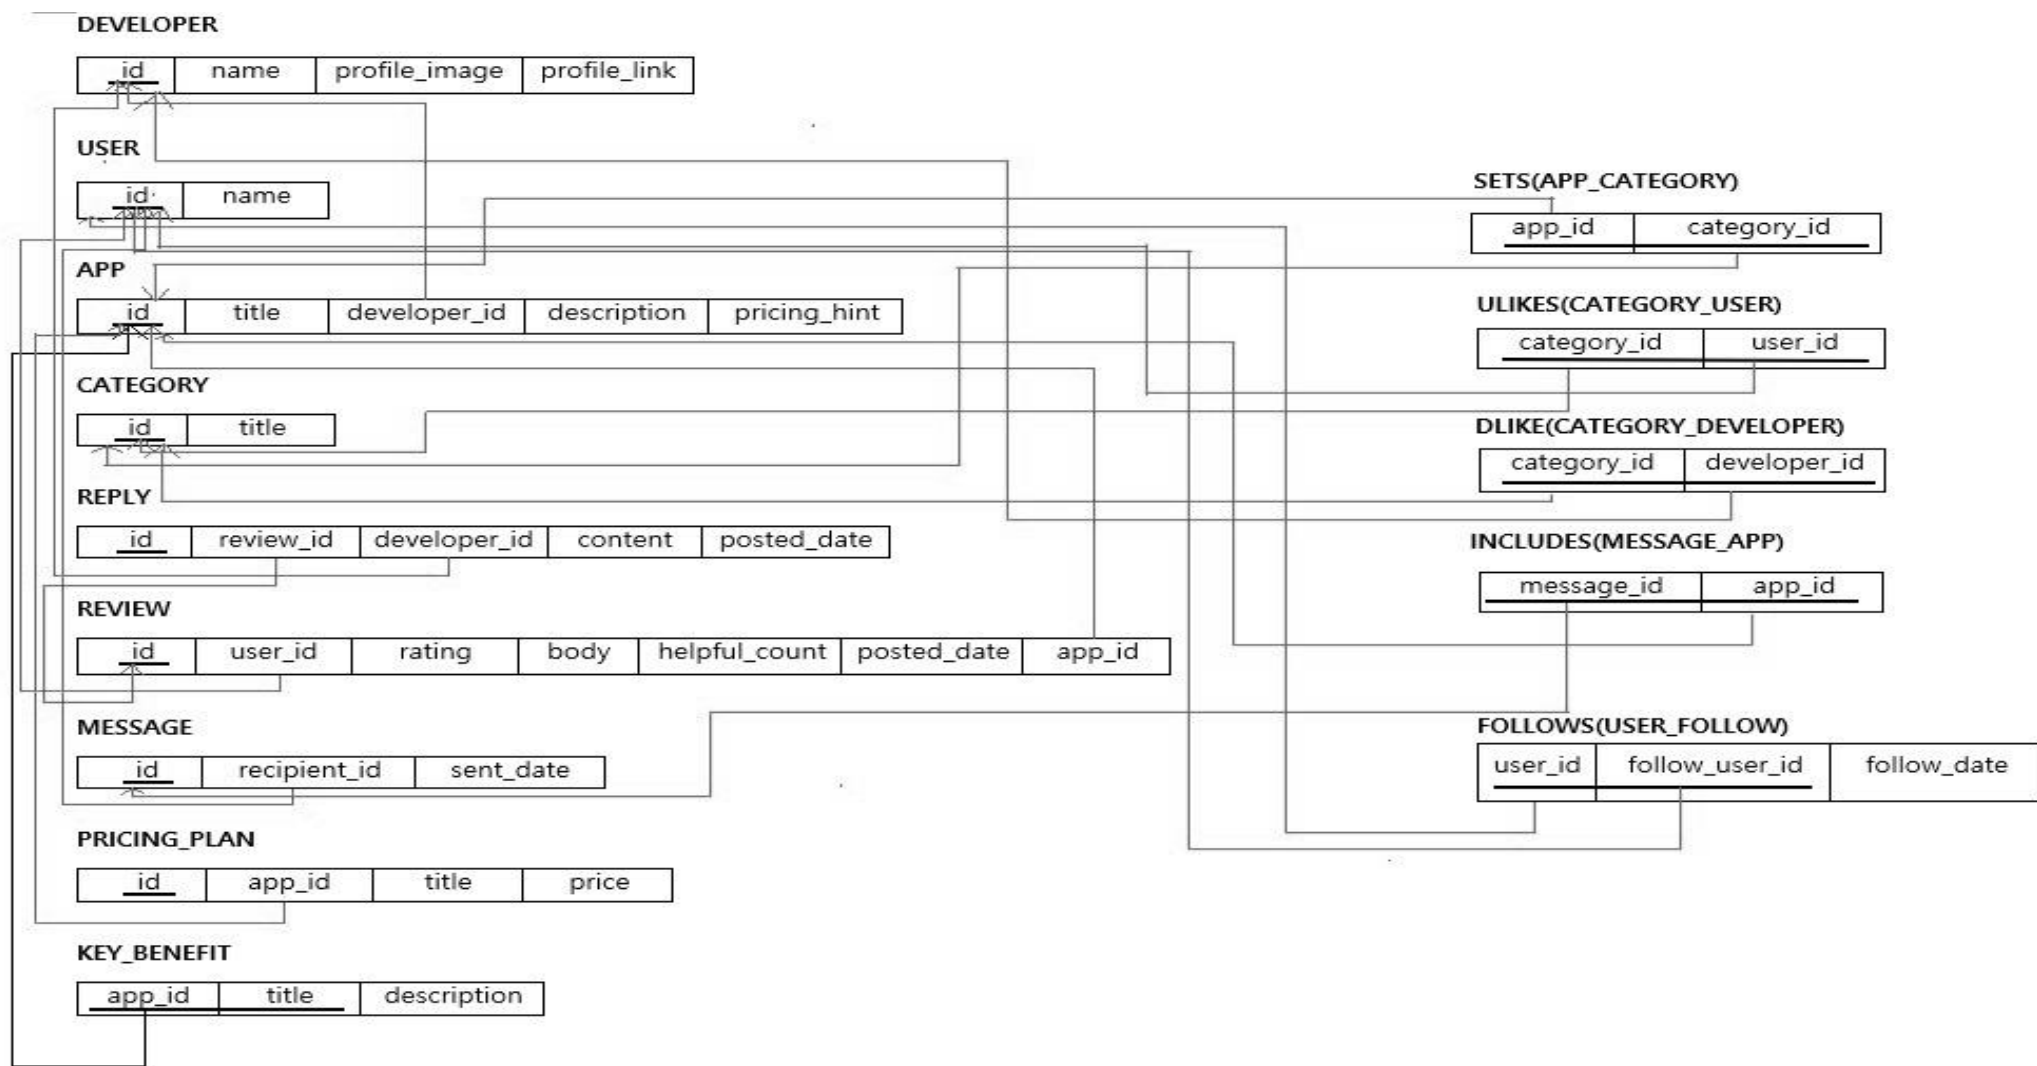 DEVELOPER
id name profile_image profile_link
USER
id name
APP
id title developer_id description pricing_hint
CATEGORY
id title
REPLY
id review_id developer_id content posted_date
REVIEW
id user_id rating body helpful_count posted_date app_id
MESSAGE
id recipient_id sent_date
PRICING_PLAN
id app_id title price
KEY_BENEFIT
app_id title description
SETS(APP_CATEGORY)
app_id category_id
ULIKES(CATEGORY_USER)
category_id user_id
DLIKE(CATEGORY_DEVELOPER)
category_id developer_id
INCLUDES(MESSAGE_APP)
message_id app_id
FOLLOWS(USER_FOLLOW)
user_id follow_user_id follow_date